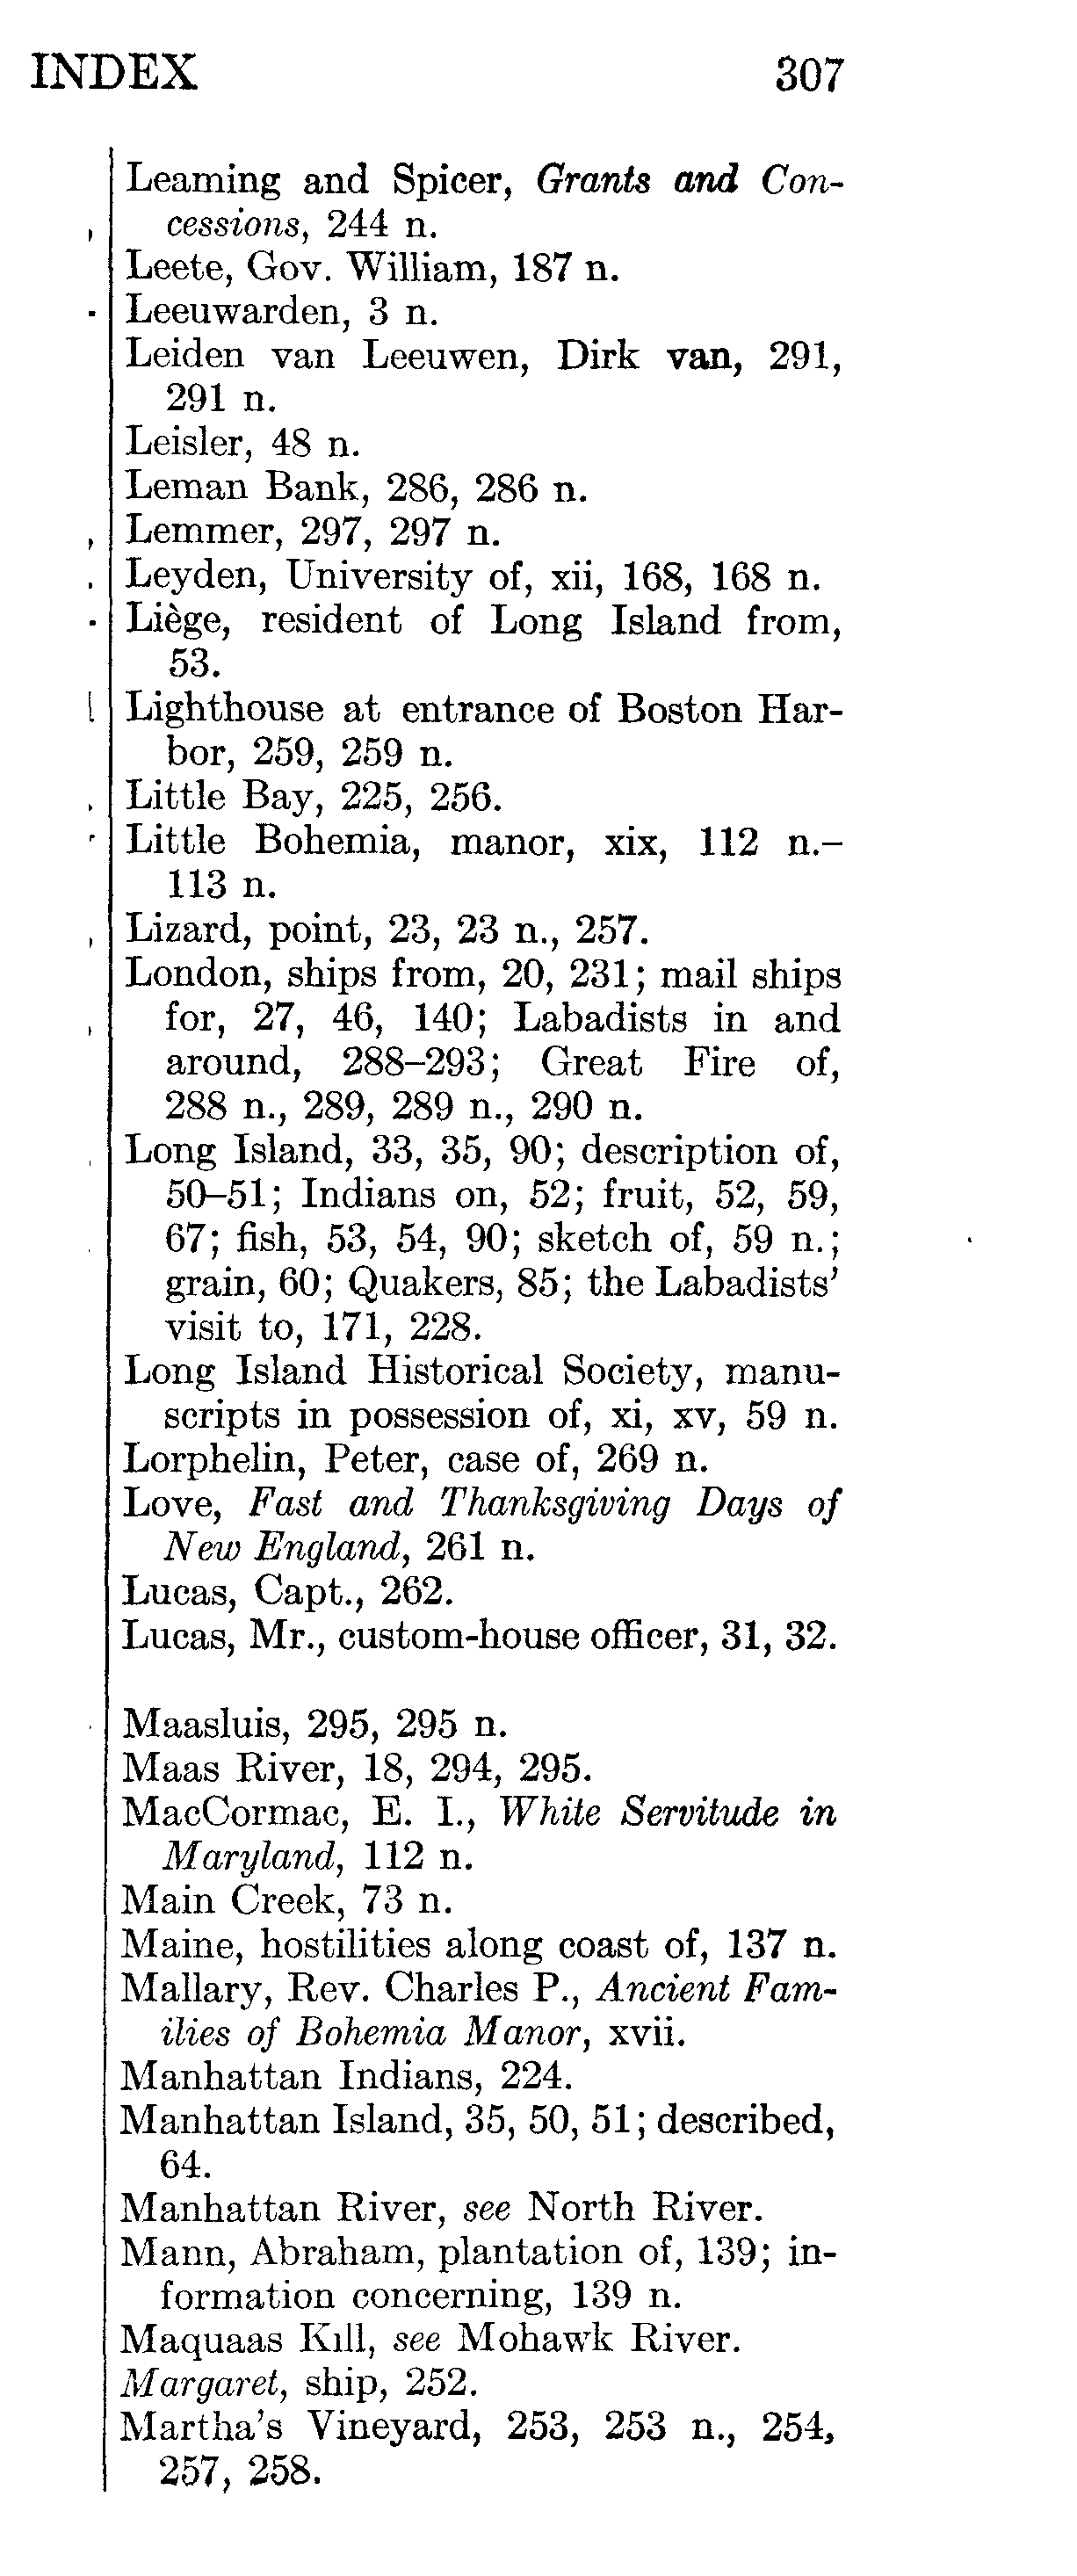 INDEX 307
Leaming and Spicer, Grants and Con-
cessions, 244 n.
Leete, Gov. William, 187 n.
Leeuwarden, 3 n.
Leiden van Leeuwen, Dirk van, 291,
291 n.
Leisler, 48 n.
Leman Bank, 286, 286 n.
Lemmer, 297, 297 n.
Leyden, University of, xii, 168, 168 n.
Liège, resident of Long Island from,
53.
Lighthouse at entrance of Boston Har-
bor, 259, 259 n.
Little Bay, 225, 256.
Little Bohemia, manor, xix, 112 n.–
113 n.
Lizard, point, 23, 23 n., 257.
London, ships from, 20, 231; mail ships
for, 27, 46, 140; Labadists in and
around, 288–293; Great Fire of,
288 n., 289, 289 n., 290 n.
Long Island, 33, 35, 90; description of,
50–51; Indians on, 52; fruit, 52, 59,
67; fish, 53, 54, 90; sketch of, 59 n.;
grain, 60; Quakers, 85; the Labadists'
visit to, 171, 228.
Long Island Historical Society, manu-
scripts in possession of, xi, xv, 59 n.
Lorphelin, Peter, case of, 269 n.
Love, Fast and Thanksgiving Days of
New England, 261 n.
Lucas, Capt., 262.
Lucas, Mr., custom-house officer, 31, 32.
Maasluis, 295, 295 n.
Maas River, 18, 294, 295.
MacCormac, E. I., White Servitude in
Maryland, 112 n.
Main Creek, 73 n.
Maine, hostilities along coast of, 137 n.
Mallary, Rev. Charles P., Ancient Fam-
ilies of Bohemia Manor, xvii.
Manhattan Indians, 224.
Manhattan Island, 35, 50, 51; described,
64.
Manhattan River, see North River.
Mann, Abraham, plantation of, 139; in-
formation concerning, 139 n.
Maquaas Kill, see Mohawk River.
Margaret, ship, 252.
Martha's Vineyard, 253, 253 n., 254,
257, 258.